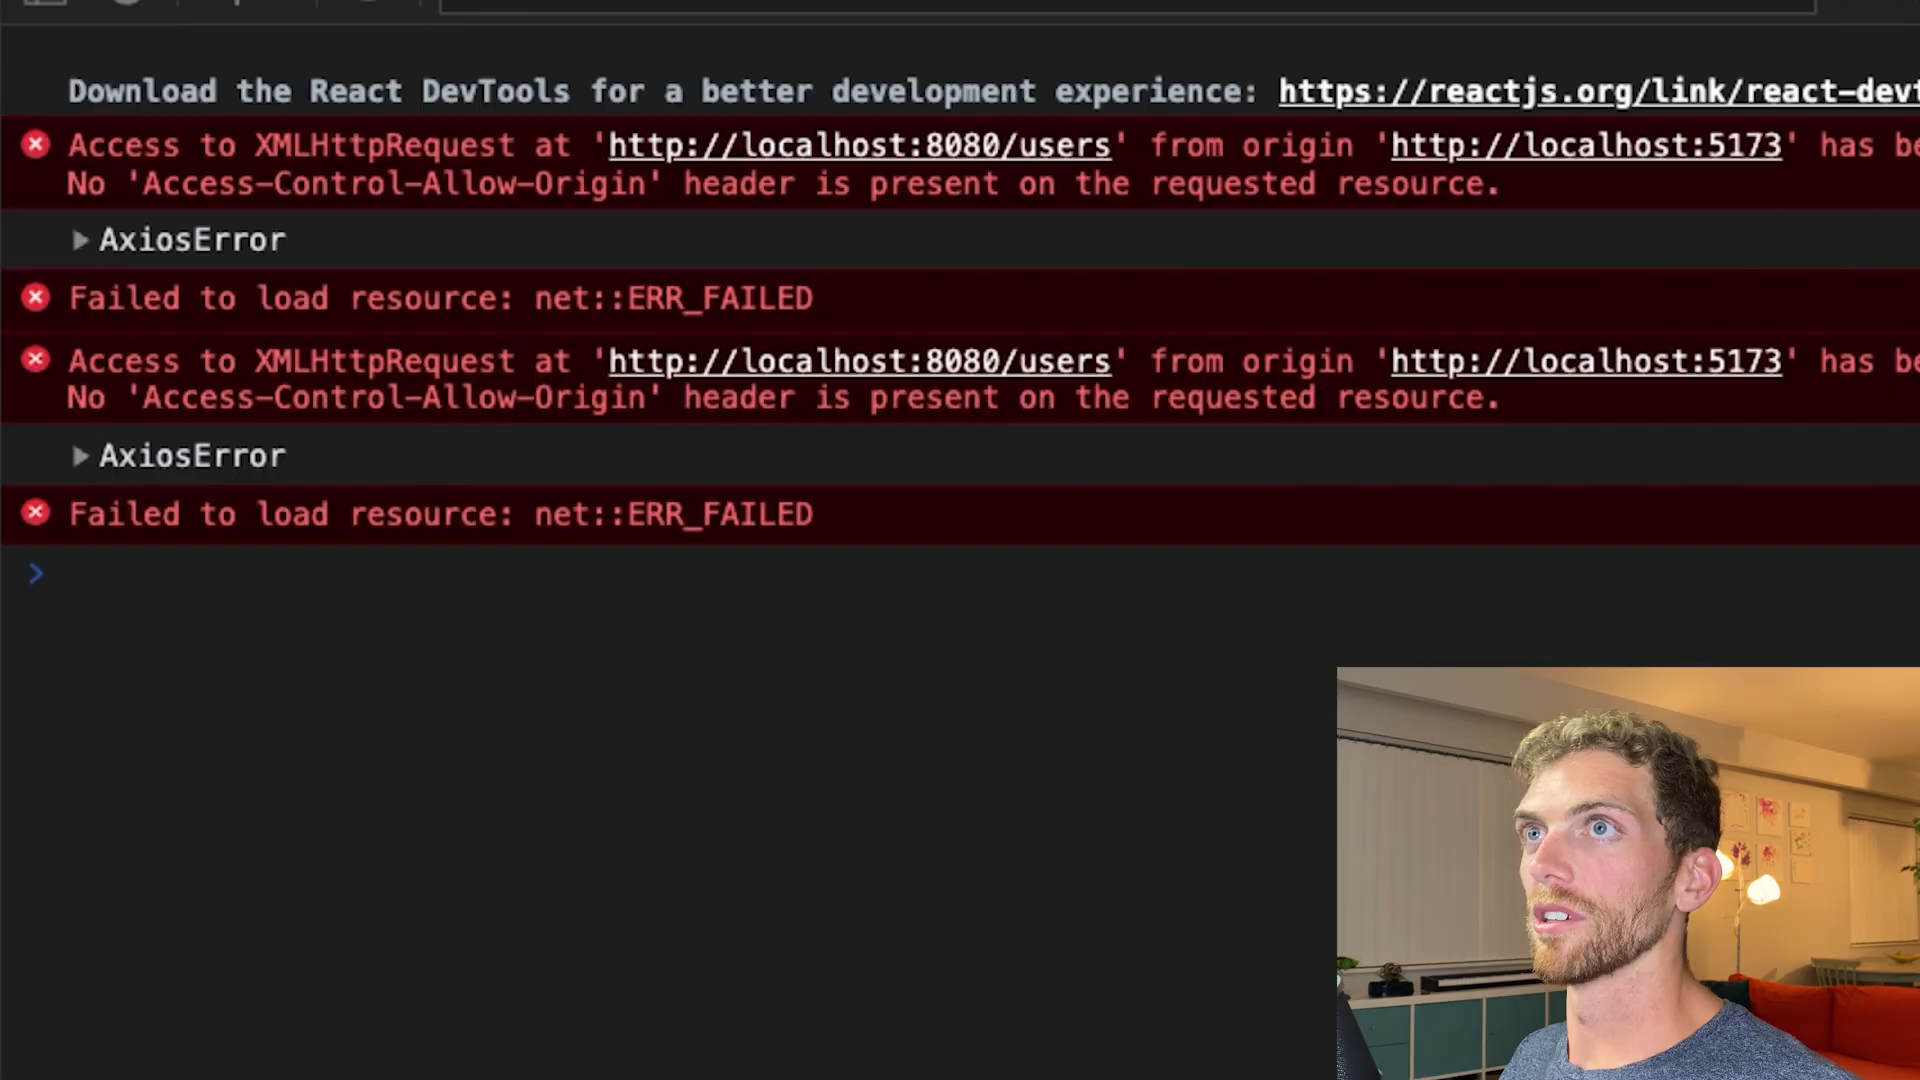 Download the React DevTools for a better development experience: https://reactjs.org/link/react-dev
Access to XMLHttpRequest at 'http://localhost:8080/users' from origin 'http://localhost:5173' has be
No 'Access-Control-Allow-Origin' header is present on the requested resource.
AxiosError
Failed to load resource: net::ERR_FAILED
Access to XMLHttpRequest at 'http://localhost:8080/users' from origin 'http://localhost:5173' has be
No 'Access-Control-Allow-Origin' header is present on the requested resource.
AxiosError
Failed to load resource: net::ERR_FAILED